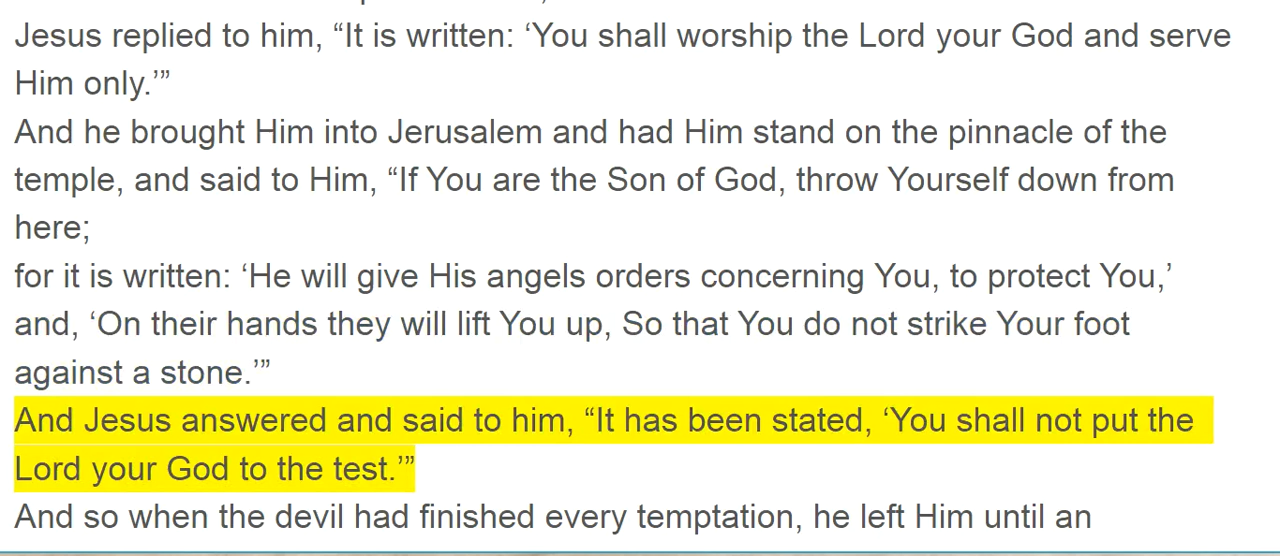 Jesus replied to him, “It is written: ‘You shall worship the Lord your God and serve
Him only.’”
And he brought Him into Jerusalem and had Him stand on the pinnacle of the
temple, and said to Him, “If You are the Son of God, throw Yourself down from
here;
for it is written: ‘He will give His angels orders concerning You, to protect You,’
and, ‘On their hands they will lift You up, So that You do not strike Your foot
against a stone.’”
And Jesus answered and said to him, “It has been stated, ‘You shall not put the
Lord your God to the test.’”
And so when the devil had finished every temptation, he left Him until an